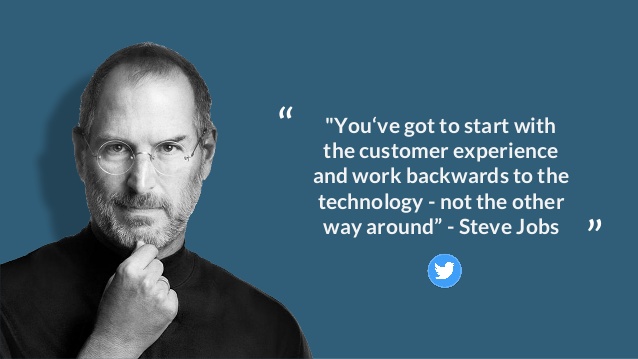 “
"You‘ve got to start with
the customer experience
and work backwards to the
technology - not the other
way around” - Steve Jobs
”